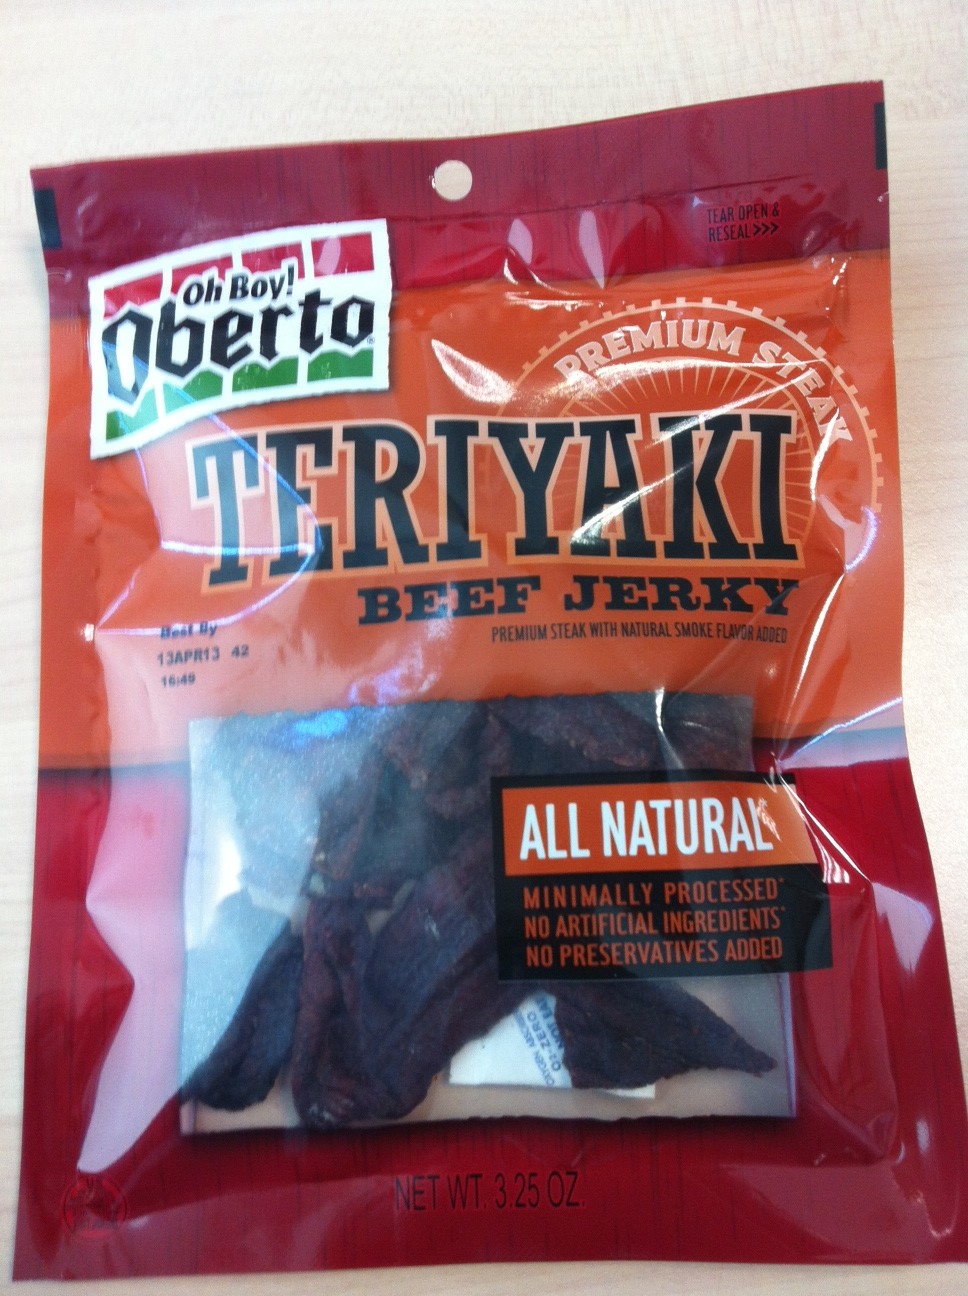 TEAR OPEN &
RESEAL >>>
Oh Boy!
Oberto®
PREMIUM STEAK
TERIYAKI
BEEF JERKY
PREMIUM STEAK WITH NATURAL SMOKE FLAVOR ADDED
Best By
13APR13 42
16:49
ALL NATURAL*
MINIMALLY PROCESSED*
NO ARTIFICIAL INGREDIENTS*
NO PRESERVATIVES ADDED
O2-ZERO
NET WT. 3.25 OZ.